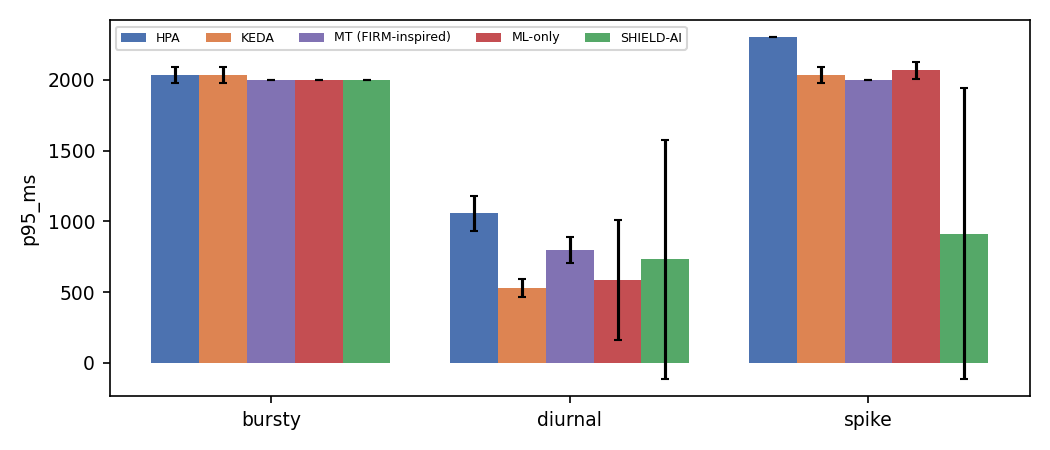 HPA KEDA MT (FIRM-inspired) ML-only SHIELD-AI
p95_ms
2000
1500
1000
500
0
bursty diurnal spike